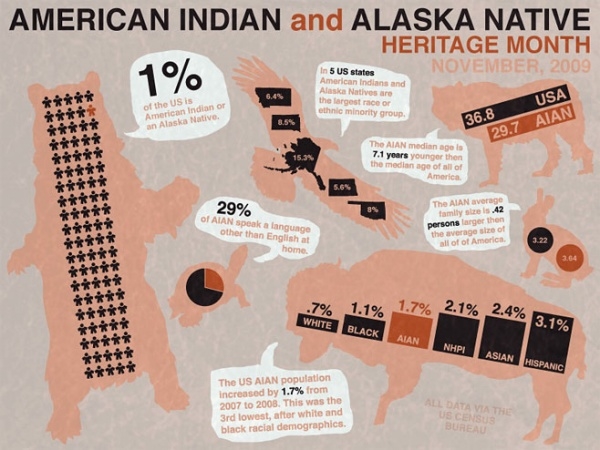 AMERICAN INDIAN and ALASKA NATIVE
HERITAGE MONTH
NOVEMBER, 2009
1%
of the US is
American Indian or
an Alaska Native.
6.4%
8.5%
15.3%
5.6%
8%
In 5 US states
American Indians and
Alaska Natives are
the largest race or
ethnic minority group.
36.8 USA
29.7 AIAN
The AIAN median age is
7.1 years younger then
the median age of all of
America.
29%
of AIAN speak a language
other than English at
home.
The AIAN average
family size is .42
persons larger then
the average size of
all of of America.
3.22
3.64
.7%
WHITE
1.1%
BLACK
1.7%
AIAN
2.1%
NHPI
2.4%
ASIAN
3.1%
HISPANIC
The US AIAN population
increased by 1.7% from
2007 to 2008. This was the
3rd lowest, after white and
black racial demographics.
ALL DATA VIA THE
US CENSUS
BUREAU